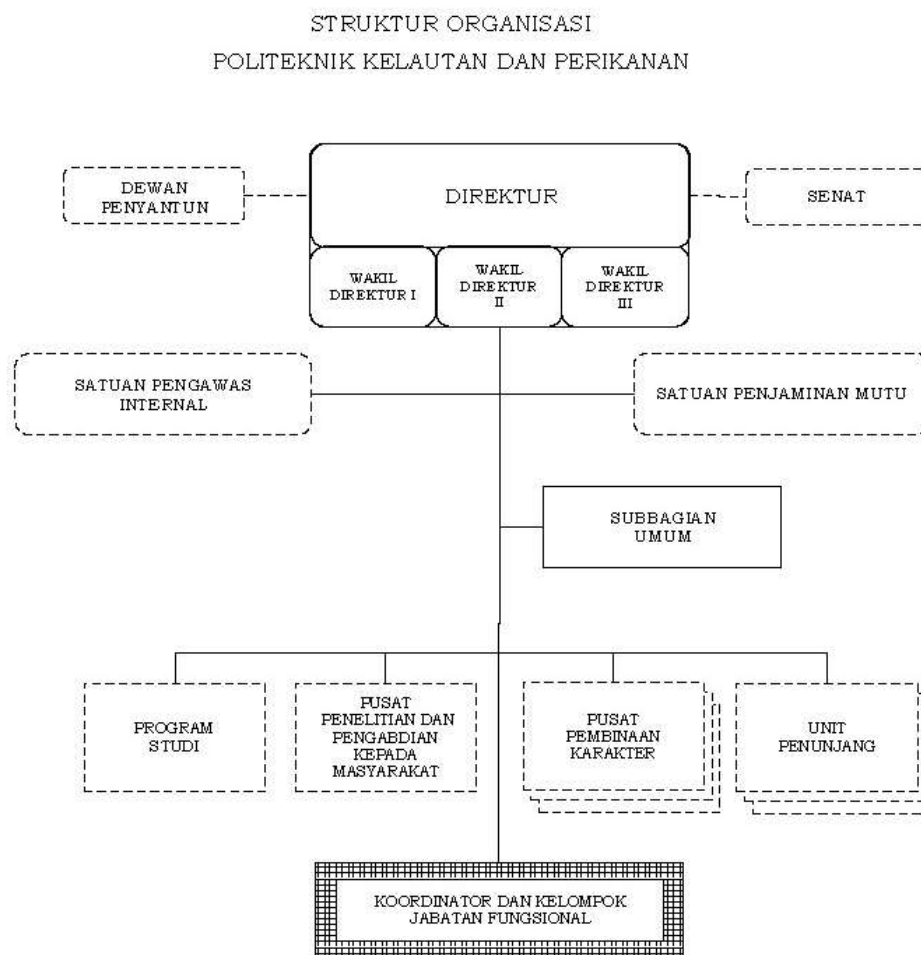 STRUKTUR ORGANISASI
POLITEKNIK KELAUTAN DAN PERIKANAN
DEWAN
PENYANTUN
DIREKTUR
SENAT
WAKIL
DIREKTUR I
WAKIL
DIREKTUR
II
WAKIL
DIREKTUR
III
SATUAN PENGAWAS
INTERNAL
SATUAN PENJAMINAN MUTU
SUBBAGIAN
UMUM
PROGRAM
STUDI
PUSAT
PENELITIAN DAN
PENGABDIAN
KEPADA
MASYARAKAT
PUSAT
PEMBINAAN
KARAKTER
UNIT
PENUNJANG
KOORDINATOR DAN KELOMPOK
JABATAN FUNGSIONAL